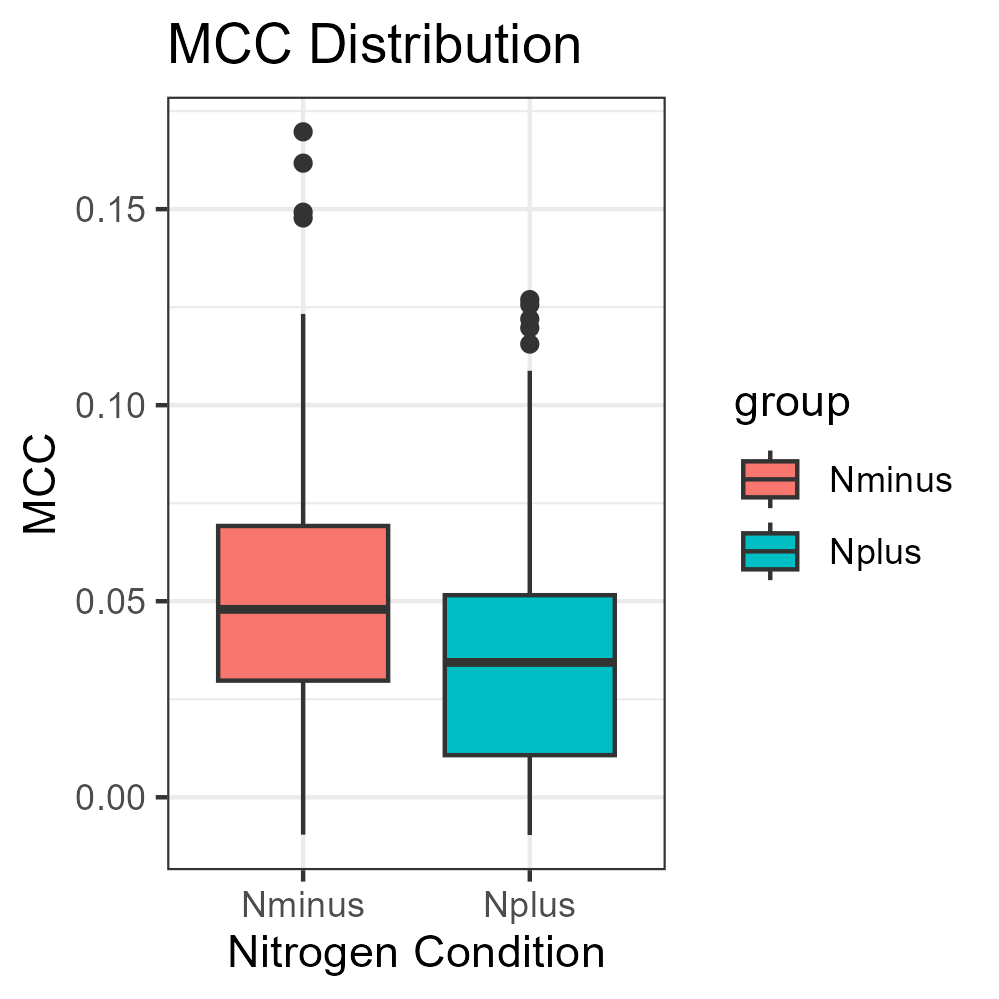 MCC Distribution
MCC
0.15
0.10
0.05
0.00
Nminus
Nplus
Nitrogen Condition
group
Nminus
Nplus